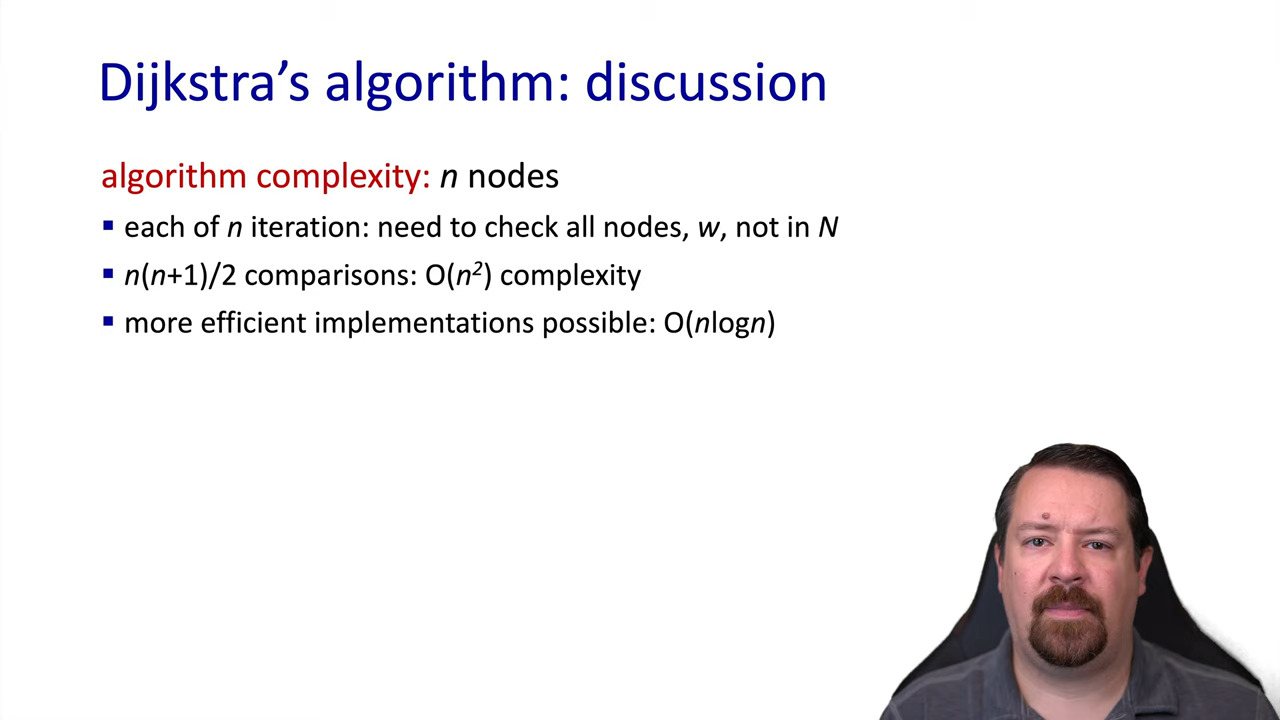 Dijkstra’s algorithm: discussion
algorithm complexity: n nodes
▪ each of n iteration: need to check all nodes, w, not in N
▪ n(n+1)/2 comparisons: O(n²) complexity
▪ more efficient implementations possible: O(nlogn)